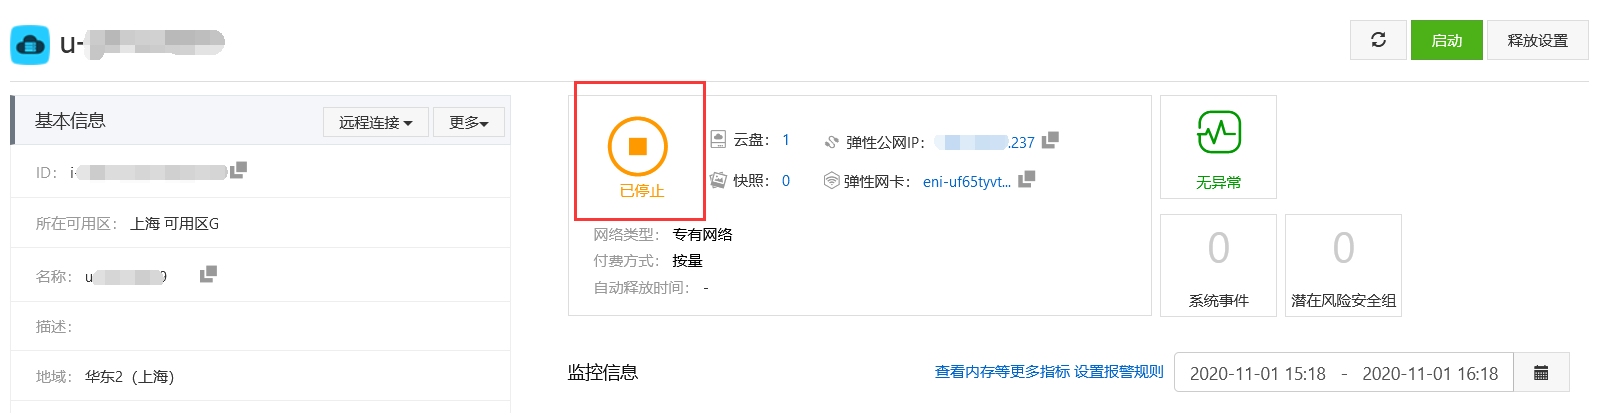 u-
启动
释放设置
基本信息
远程连接
更多
ID： i-
所在可用区： 上海 可用区G
名称： u 9
描述：
地域： 华东2（上海）
已停止
云盘： 1
弹性公网IP： .237
快照： 0
弹性网卡： eni-uf65tyvt...
网络类型： 专有网络
付费方式： 按量
自动释放时间： -
无异常
0
系统事件
0
潜在风险安全组
监控信息
查看内存等更多指标 设置报警规则
2020-11-01 15:18 - 2020-11-01 16:18